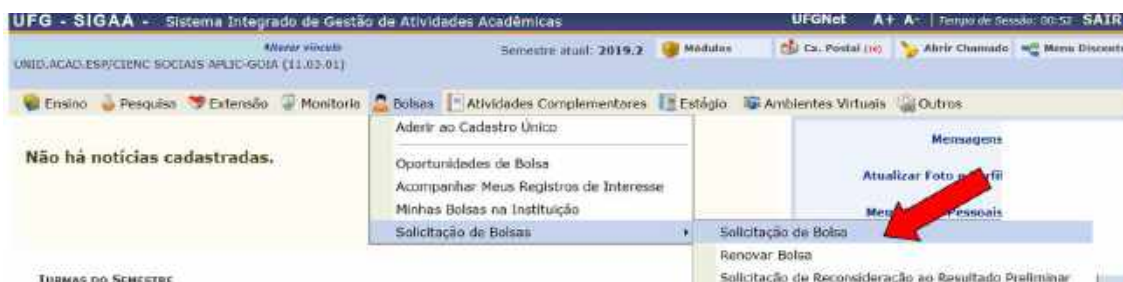 UFG - SIGAA - Sistema Integrado de Gestão de Atividades Acadêmicas UFGNet A+ A- | Tempo de Sessão: 00:52 SAIR
Alterar vínculo Semestre atual: 2019.2 Módulos Cx. Postal (16) Abrir Chamado Menu Discente
UNID.ACAD.ESP/CIENC SOCIAIS APLIC-GOIA (11.03.01)
Ensino Pesquisa Extensão Monitoria Bolsas Atividades Complementares Estágio Ambientes Virtuais Outros
Aderir ao Cadastro Único
Mensagens
Não há notícias cadastradas.
Oportunidades de Bolsa
Atualizar Foto
Acompanhar Meus Registros de Interesse
Minhas Bolsas na Instituição
Pessoais
Solicitação de Bolsas Solicitação de Bolsa
Renovar Bolsa
TURMAS DO SEMESTRE
Solicitação de Reconsideração ao Resultado Preliminar